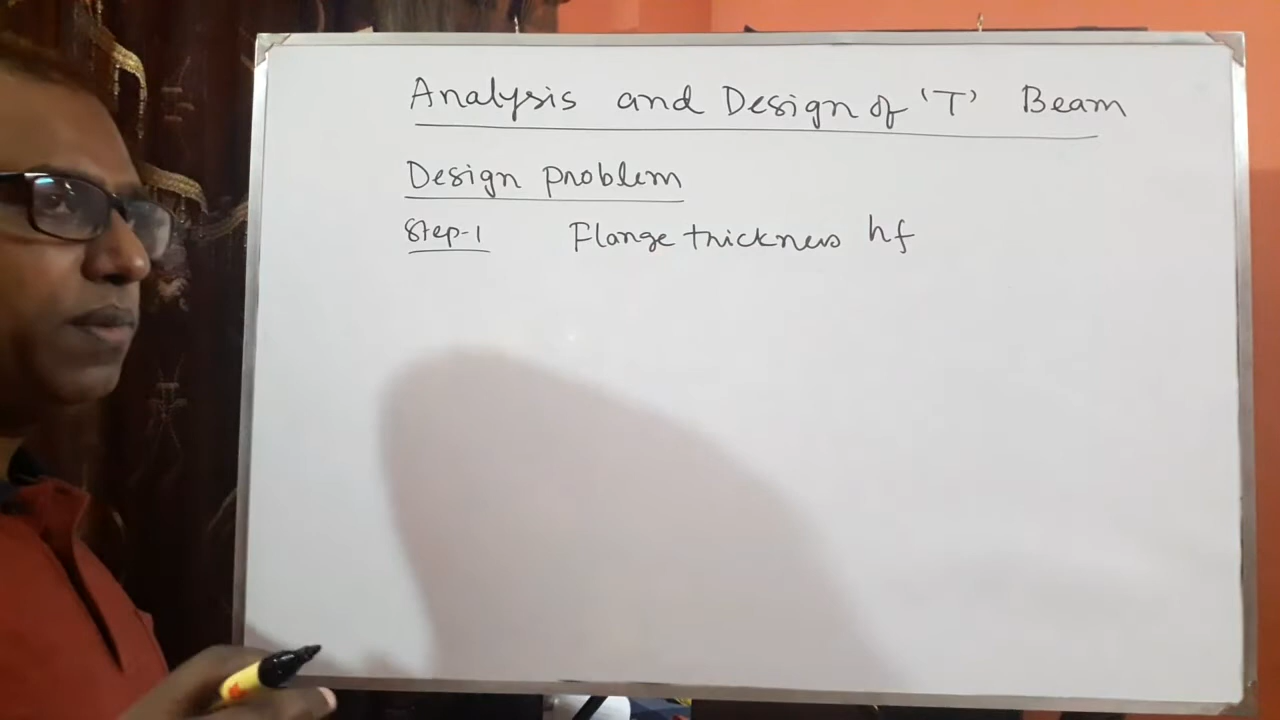 Analysis and Design of 'T' Beam
Design problem
Step-1 Flange thickness hf